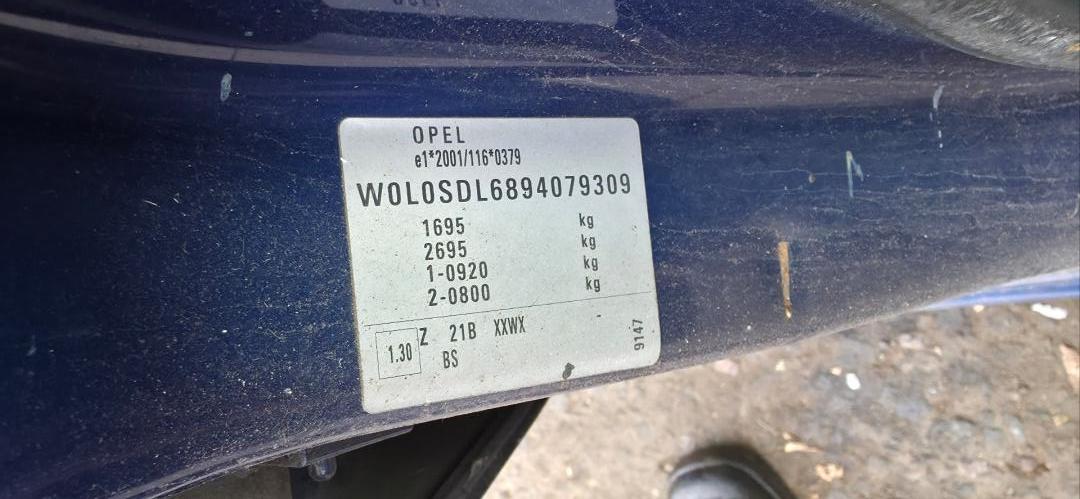 OPEL
e1*2001/116*0379
W0L0SDL6894079309
1695 kg
2695 kg
1-0920 kg
2-0800 kg
1.30 Z 21B XXWX
BS
9147